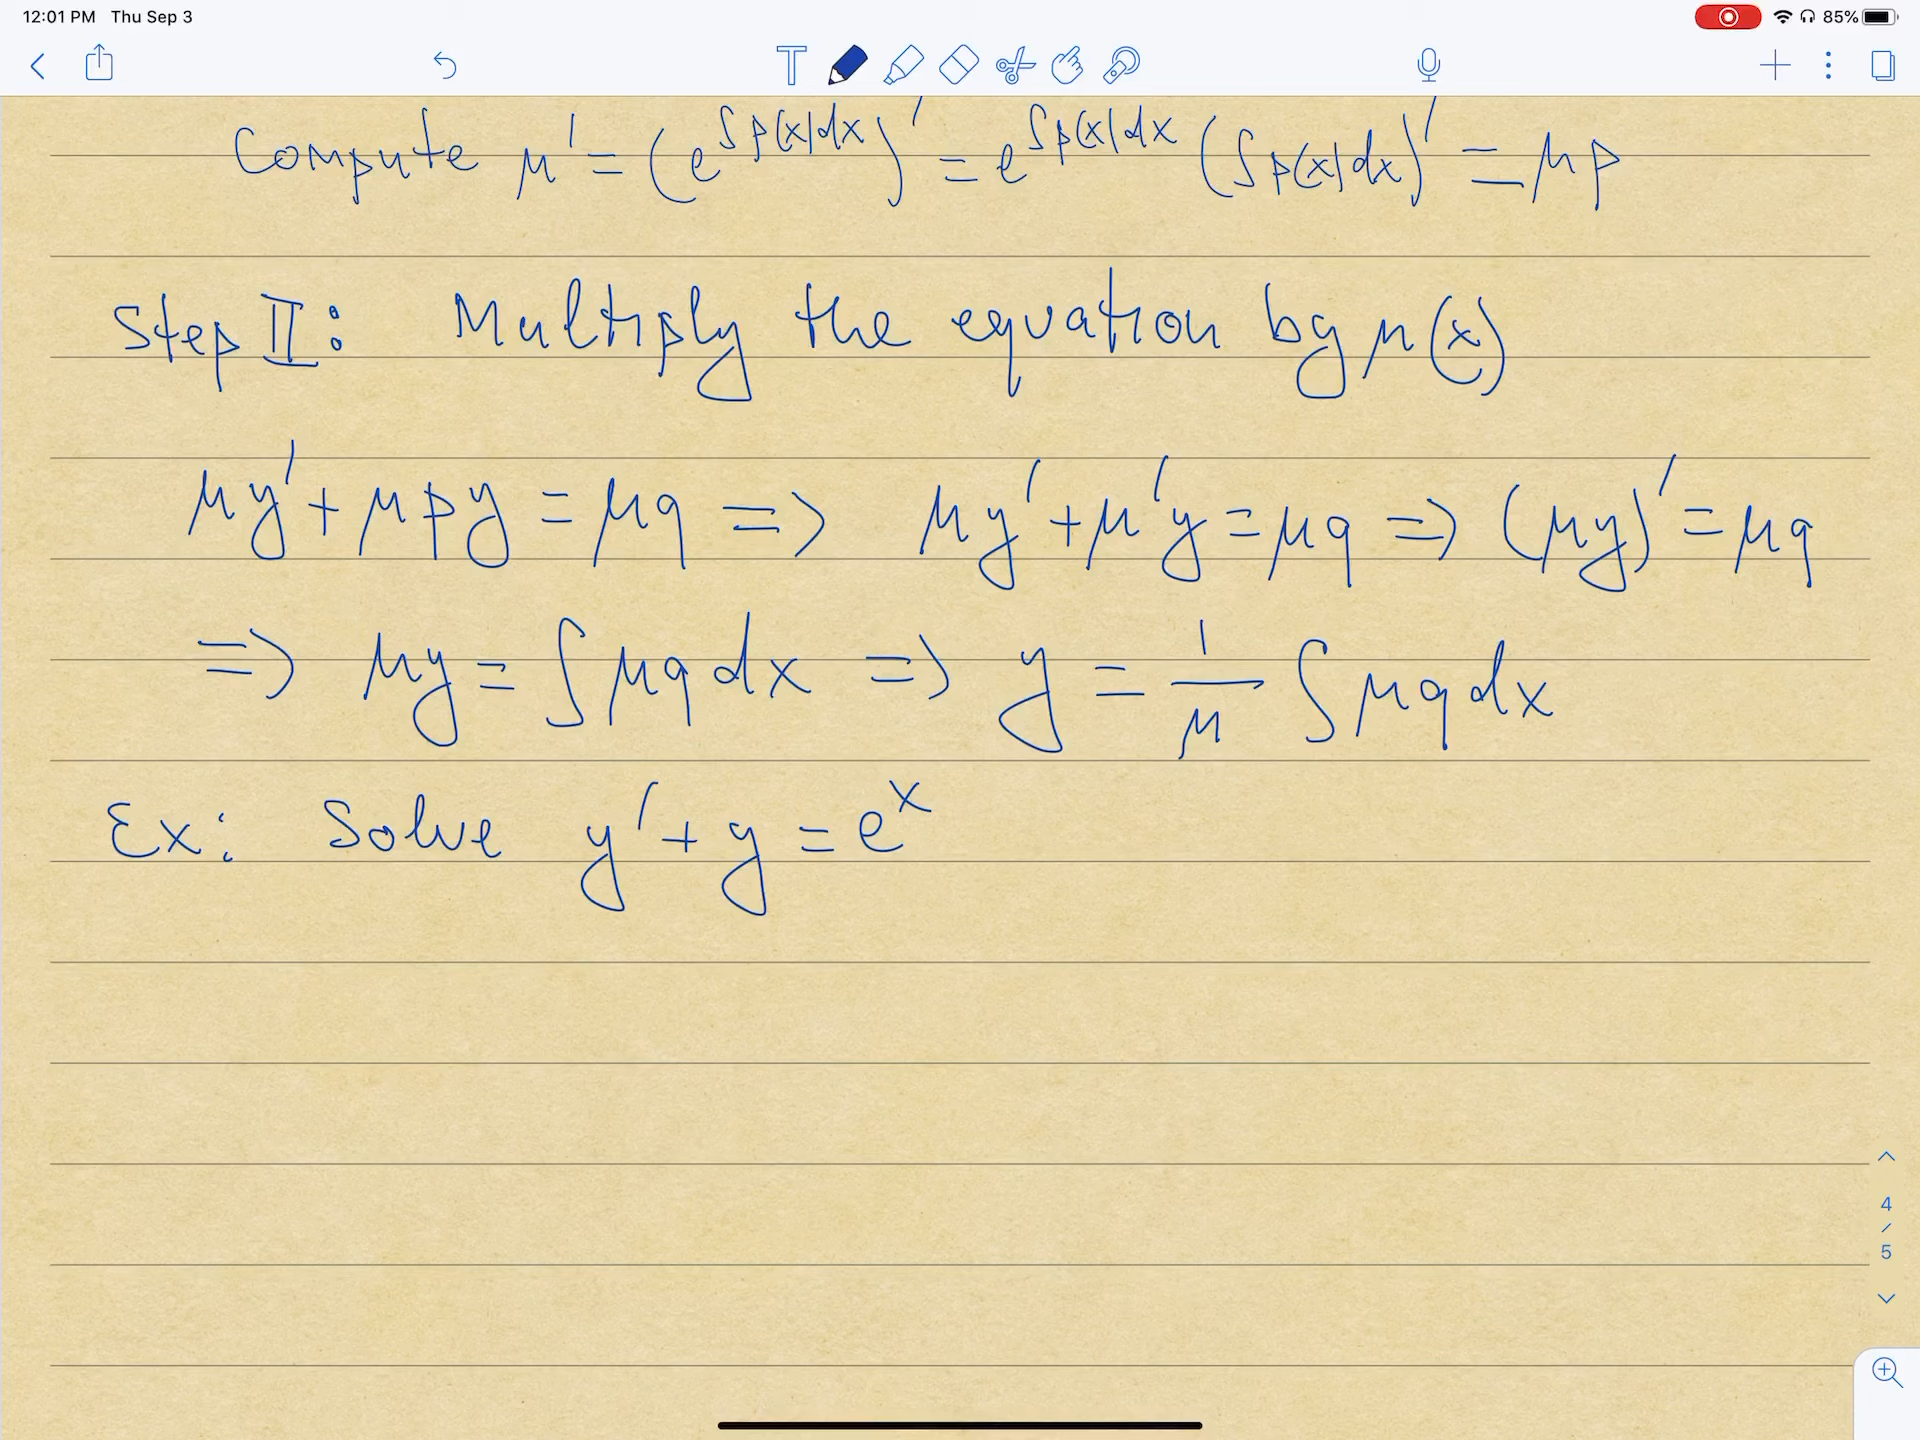 12:01 PM Thu Sep 3 85%
T
Compute μ' = (e^{∫p(x)dx})' = e^{∫p(x)dx} (∫p(x)dx)' = μp
Step II: Multiply the equation by μ(x)
μy' + μpy = μq => μy' + μ'y = μq => (μy)' = μq
=> μy = ∫μq dx => y = 1/μ ∫μq dx
Ex: Solve y' + y = e^x
4
/
5